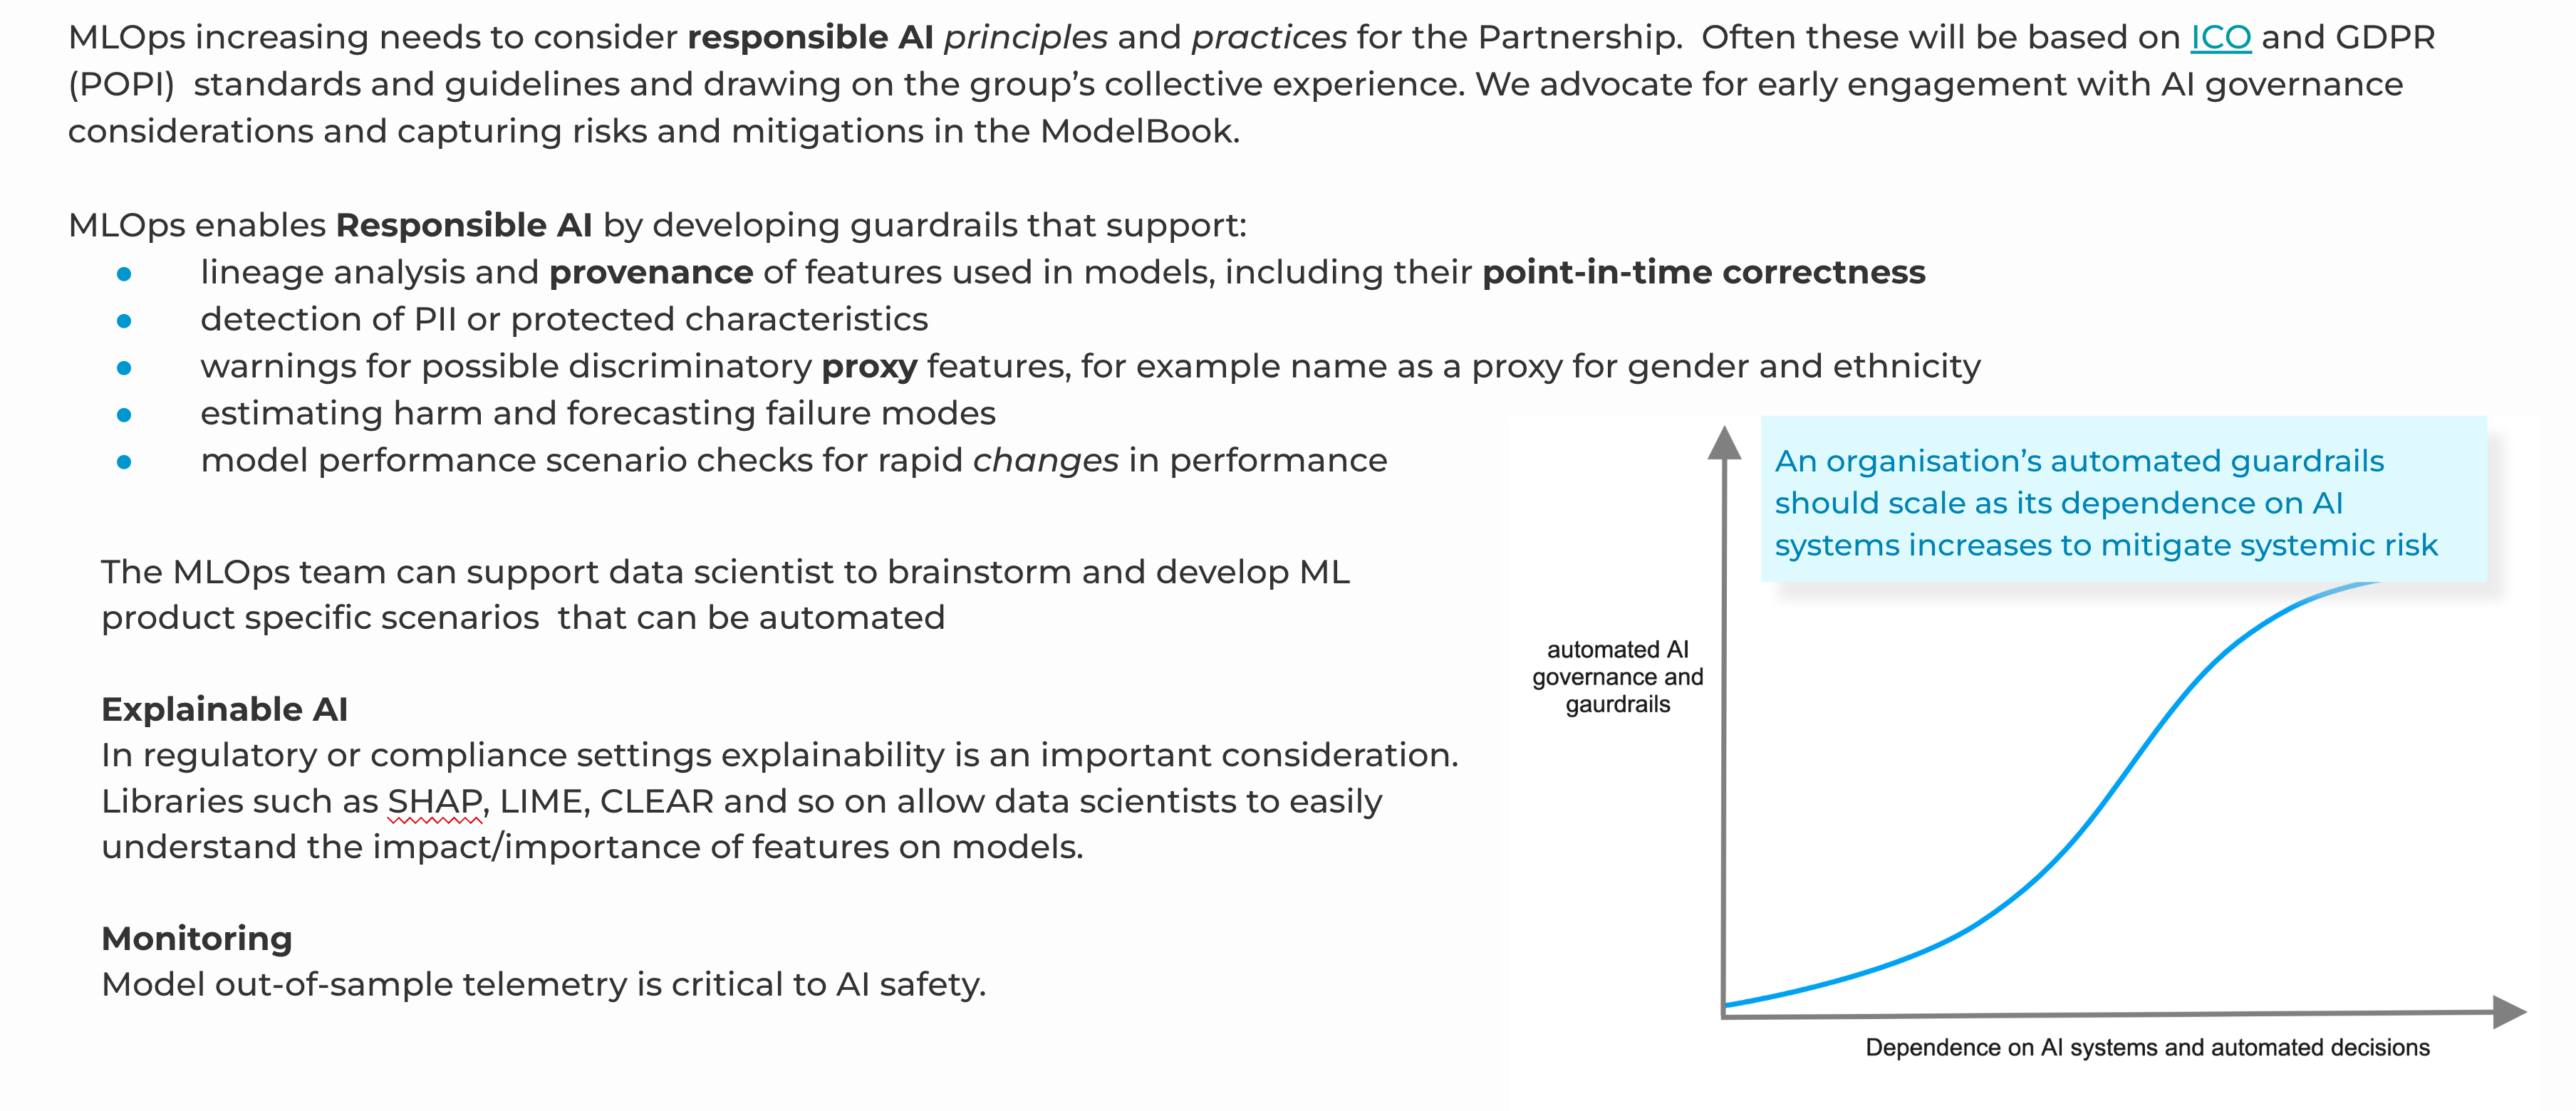 MLOps increasing needs to consider responsible AI principles and practices for the Partnership.  Often these will be based on ICO and GDPR
(POPI)  standards and guidelines and drawing on the group’s collective experience. We advocate for early engagement with AI governance
considerations and capturing risks and mitigations in the ModelBook.
MLOps enables Responsible AI by developing guardrails that support:
● lineage analysis and provenance of features used in models, including their point-in-time correctness
● detection of PII or protected characteristics
● warnings for possible discriminatory proxy features, for example name as a proxy for gender and ethnicity
● estimating harm and forecasting failure modes
● model performance scenario checks for rapid changes in performance
The MLOps team can support data scientist to brainstorm and develop ML
product specific scenarios  that can be automated
Explainable AI
In regulatory or compliance settings explainability is an important consideration.
Libraries such as SHAP, LIME, CLEAR and so on allow data scientists to easily
understand the impact/importance of features on models.
Monitoring
Model out-of-sample telemetry is critical to AI safety.
An organisation’s automated guardrails
should scale as its dependence on AI
systems increases to mitigate systemic risk
automated AI
governance and
gaurdrails
Dependence on AI systems and automated decisions